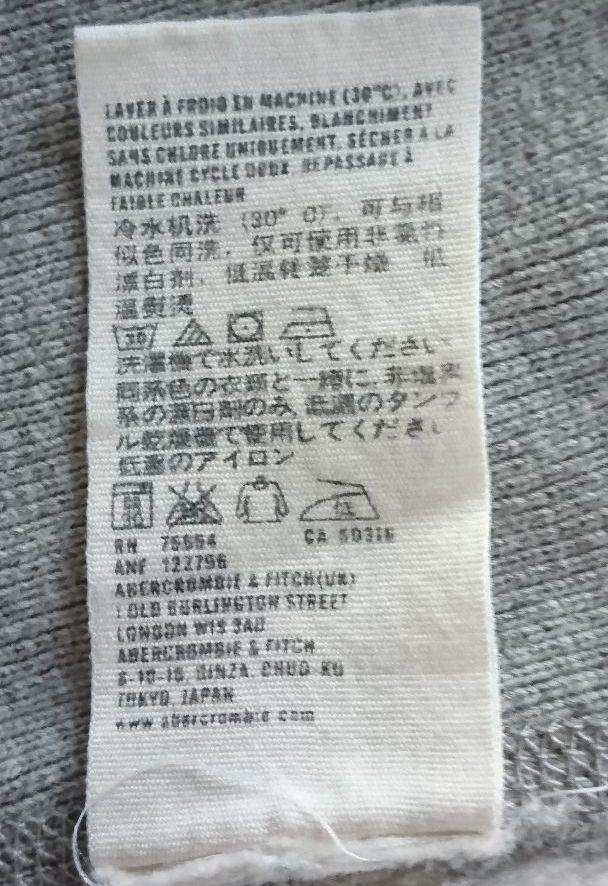 LAVER À FROID EN MACHINE (30°C), AVEC
COULEURS SIMILAIRES, BLANCHIMENT
SANS CHLORE UNIQUEMENT, SÉCHER À LA
MACHINE CYCLE DOUX, REPASSAGE À
FAIBLE CHALEUR
冷水机洗 (30° C), 可与相
似色同洗, 仅可使用非氯性
漂白剂, 低温转笼干燥 低
温熨烫
30
洗濯機で水洗いしてください
同系色の衣類と一緒に, 非塩素
系の漂白剤のみ, 低温のタンブ
ル乾燥機で使用してください
低温のアイロン
低
RN 75654 CA 50316
ANF 122796
ABERCROMBIE & FITCH(UK)
7 OLD BURLINGTON STREET
LONDON W1S 3AU
ABERCROMBIE & FITCH
6-10-16, GINZA, CHUO-KU
TOKYO, JAPAN
www.abercrombie.com